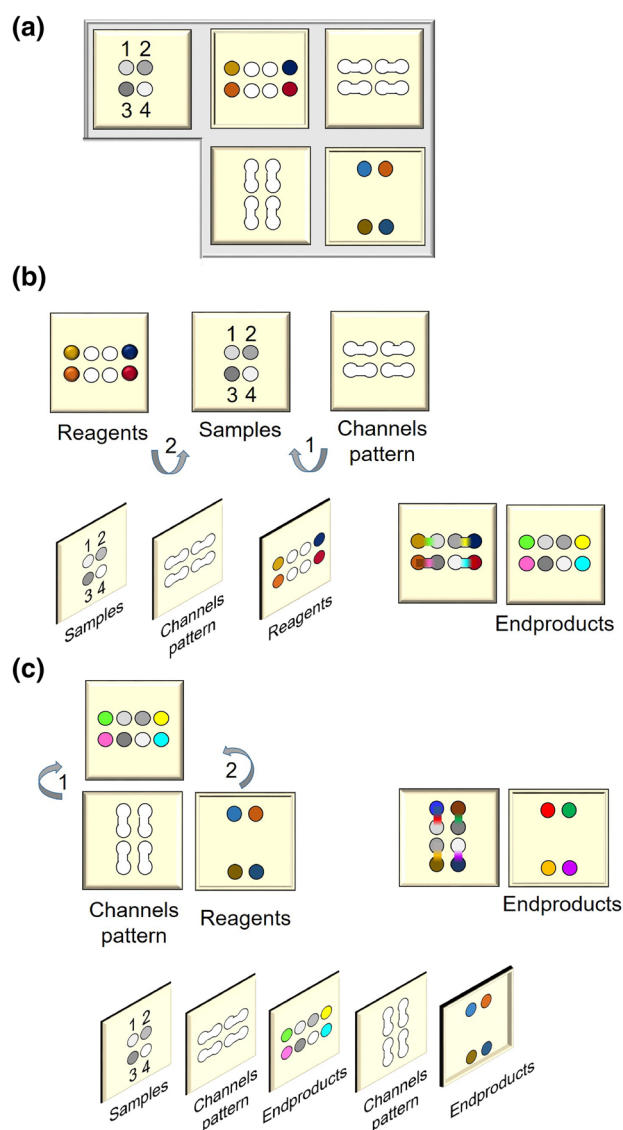 (a)
1 2
3 4
(b)
1 2
3 4
Reagents
Samples
Channels
pattern
2
1
1 2
3 4
Samples
Channels
pattern
Reagents
Endproducts
(c)
1
2
Channels
pattern
Reagents
Endproducts
1 2
3 4
Samples
Channels
pattern
Endproducts
Channels
pattern
Endproducts